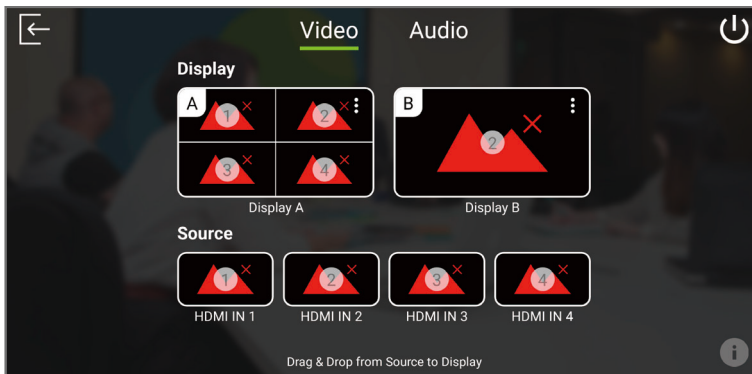 Video Audio
Display
A 1 2 B 2
3 4
Display A Display B
Source
1 2 3 4
HDMI IN 1 HDMI IN 2 HDMI IN 3 HDMI IN 4
Drag & Drop from Source to Display
i